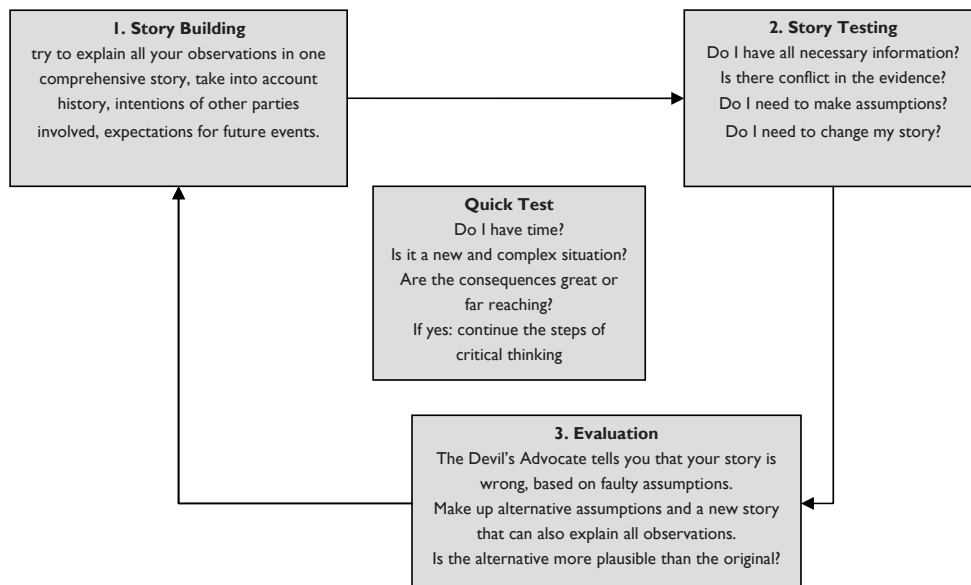 1. Story Building
try to explain all your observations in one
comprehensive story, take into account
history, intentions of other parties
involved, expectations for future events.
2. Story Testing
Do I have all necessary information?
Is there conflict in the evidence?
Do I need to make assumptions?
Do I need to change my story?
Quick Test
Do I have time?
Is it a new and complex situation?
Are the consequences great or
far reaching?
If yes: continue the steps of
critical thinking
3. Evaluation
The Devil’s Advocate tells you that your story is
wrong, based on faulty assumptions.
Make up alternative assumptions and a new story
that can also explain all observations.
Is the alternative more plausible than the original?